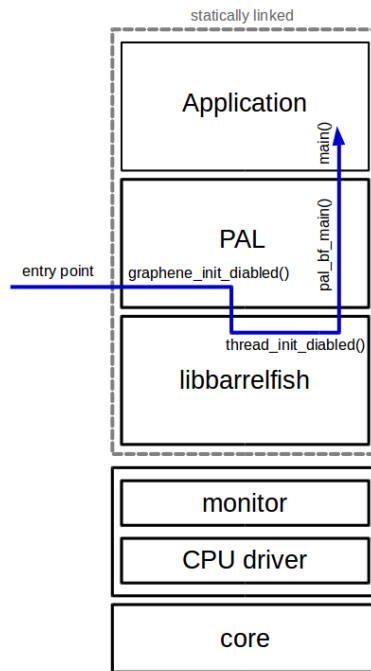 statically linked
Application
main()
PAL
pal_bf_main()
entry point
graphene_init_diabled()
thread_init_diabled()
libbarrelfish
monitor
CPU driver
core